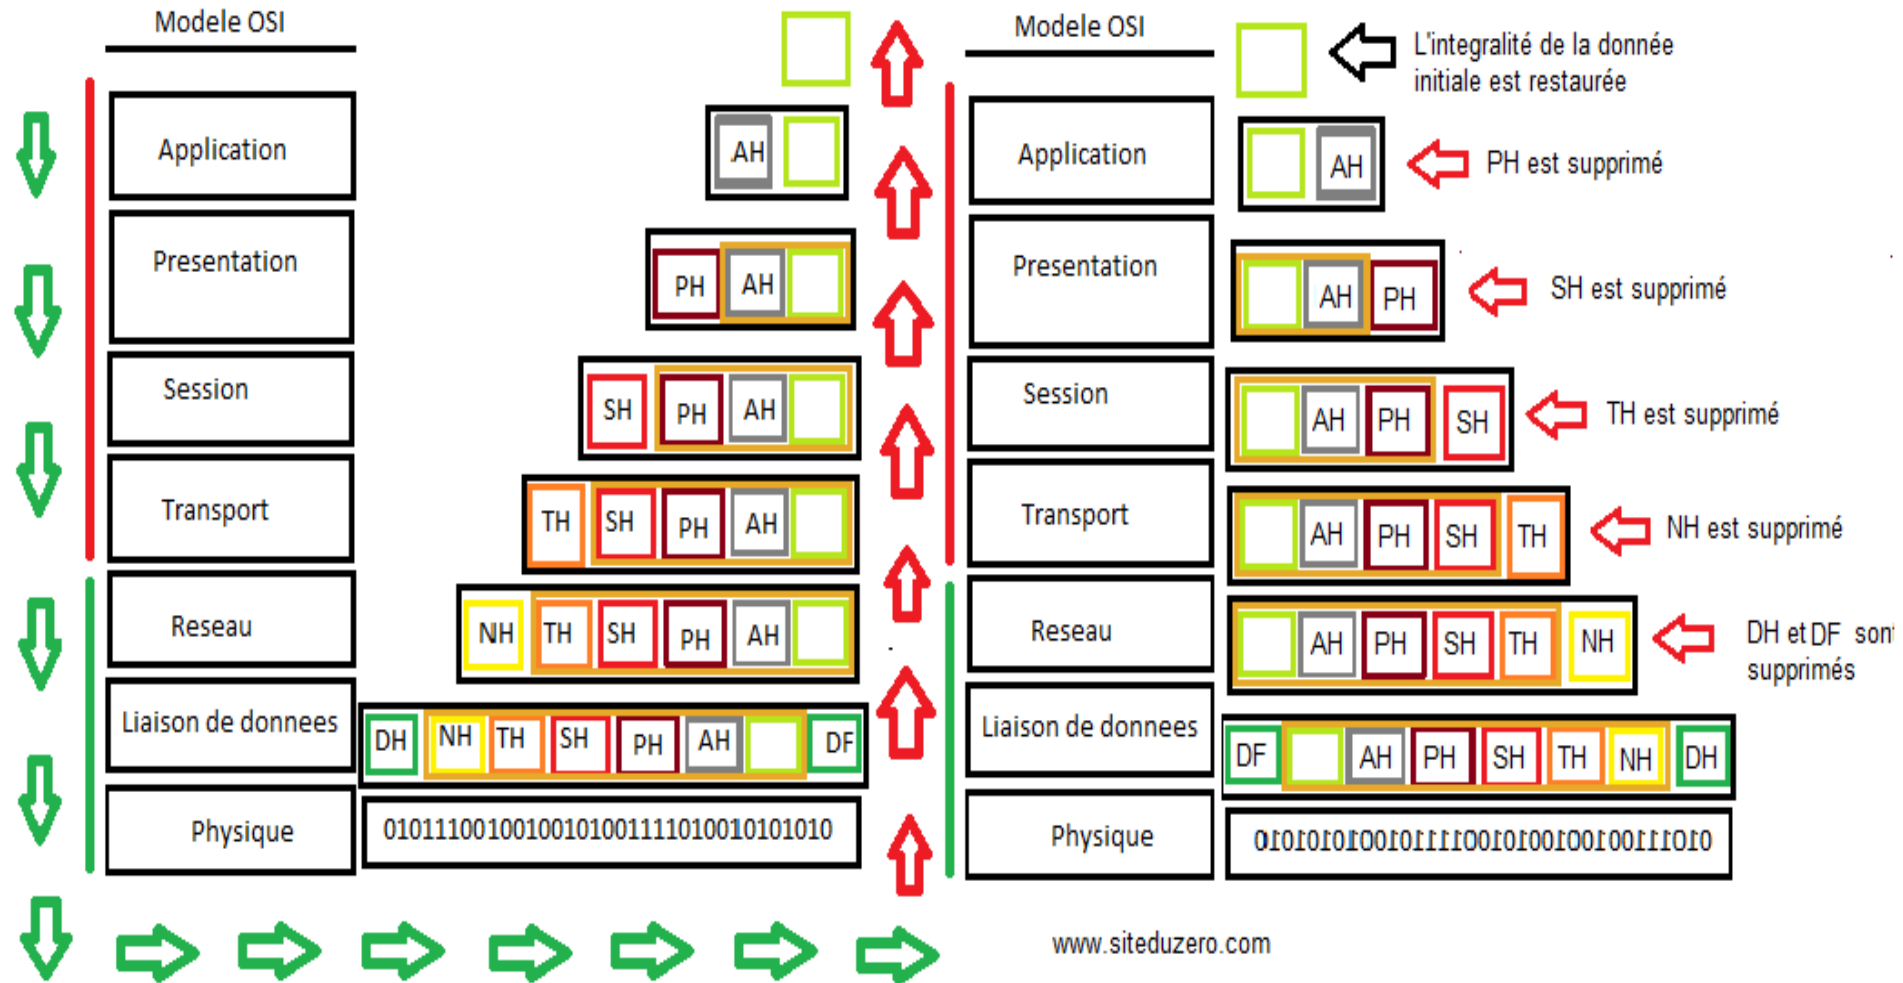 Modele OSI
Application
AH
Presentation
PH AH
Session
SH PH AH
Transport
TH SH PH AH
Reseau
NH TH SH PH AH
Liaison de donnees
DH NH TH SH PH AH DF
Physique
0101110010010010100111101001010101010
Modele OSI
L'integralité de la donnée
initiale est restaurée
Application
AH
PH est supprimé
Presentation
AH PH
SH est supprimé
Session
AH PH SH
TH est supprimé
Transport
AH PH SH TH
NH est supprimé
Reseau
AH PH SH TH NH
DH et DF son
supprimés
Liaison de donnees
DF AH PH SH TH NH DH
Physique
www.siteduzero.com